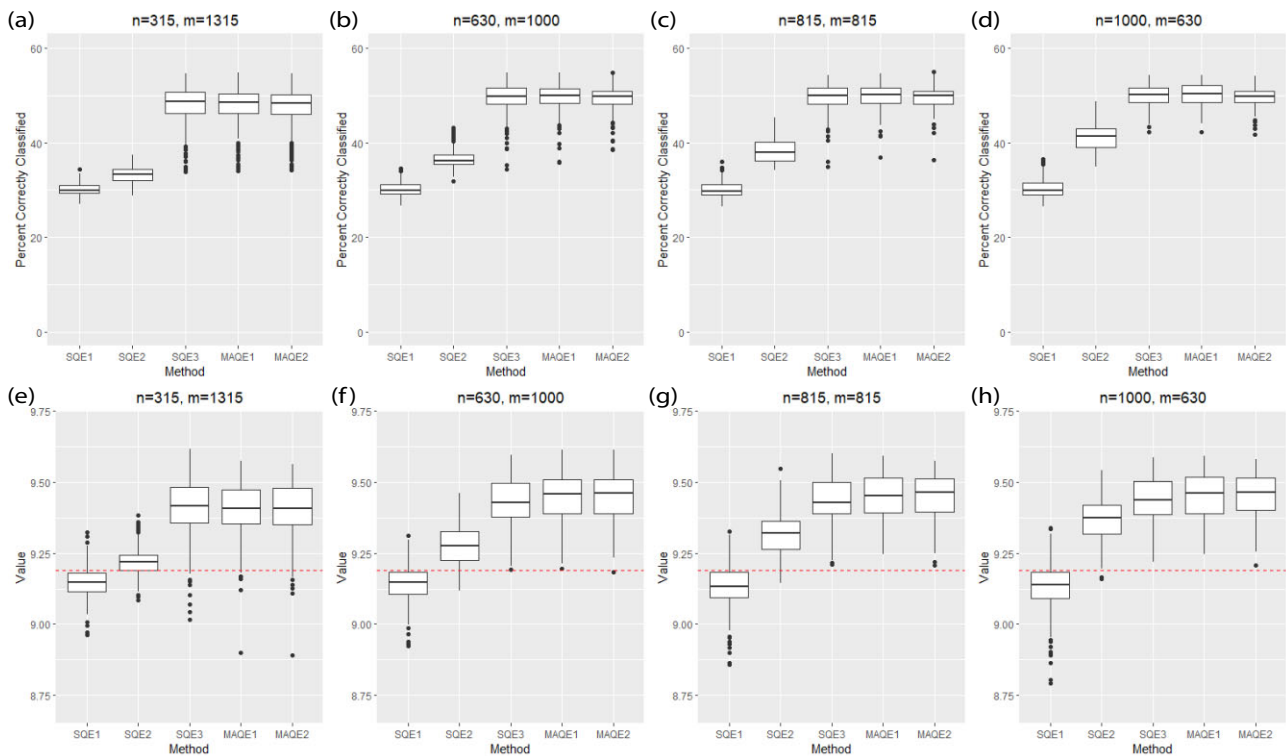 (a) n=315, m=1315
Percent Correctly Classified
60
40
20
0
SQE1 SQE2 SQE3 MAQE1 MAQE2
Method
(b) n=630, m=1000
Percent Correctly Classified
60
40
20
0
SQE1 SQE2 SQE3 MAQE1 MAQE2
Method
(c) n=815, m=815
Percent Correctly Classified
60
40
20
0
SQE1 SQE2 SQE3 MAQE1 MAQE2
Method
(d) n=1000, m=630
Percent Correctly Classified
60
40
20
0
SQE1 SQE2 SQE3 MAQE1 MAQE2
Method
(e) n=315, m=1315
Value
9.75
9.50
9.25
9.00
8.75
SQE1 SQE2 SQE3 MAQE1 MAQE2
Method
(f) n=630, m=1000
Value
9.75
9.50
9.25
9.00
8.75
SQE1 SQE2 SQE3 MAQE1 MAQE2
Method
(g) n=815, m=815
Value
9.75
9.50
9.25
9.00
8.75
SQE1 SQE2 SQE3 MAQE1 MAQE2
Method
(h) n=1000, m=630
Value
9.75
9.50
9.25
9.00
8.75
SQE1 SQE2 SQE3 MAQE1 MAQE2
Method